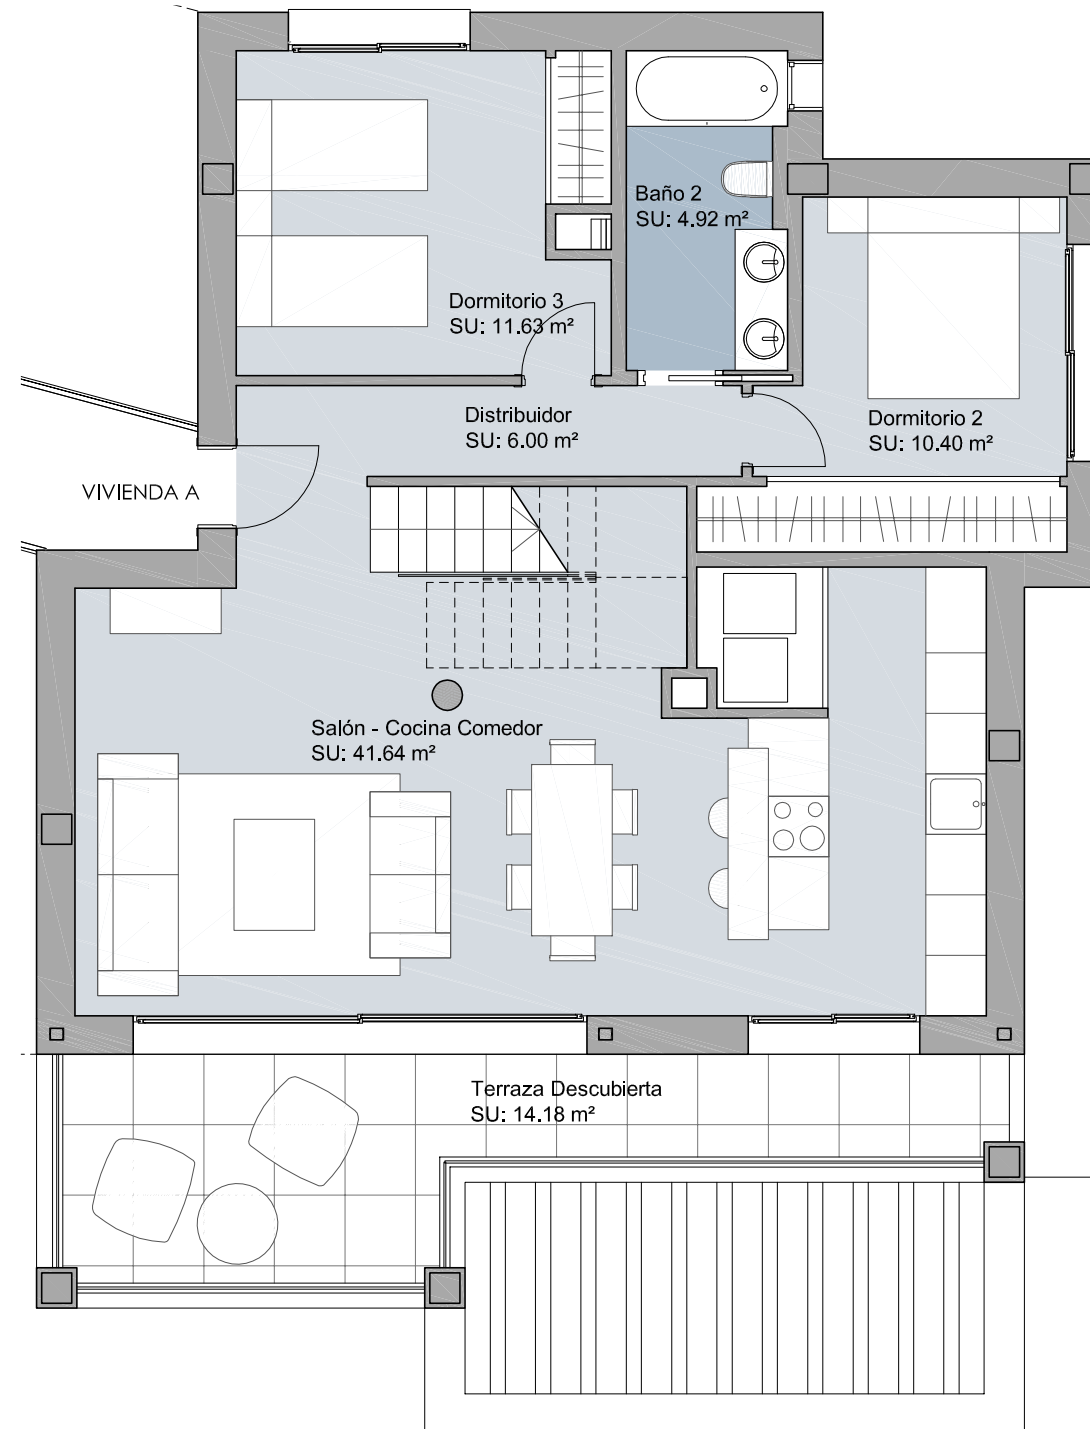 Baño 2
SU: 4.92 m²
Dormitorio 3
SU: 11.63 m²
Distribuidor
SU: 6.00 m²
Dormitorio 2
SU: 10.40 m²
VIVIENDA A
Salón - Cocina Comedor
SU: 41.64 m²
Terraza Descubierta
SU: 14.18 m²